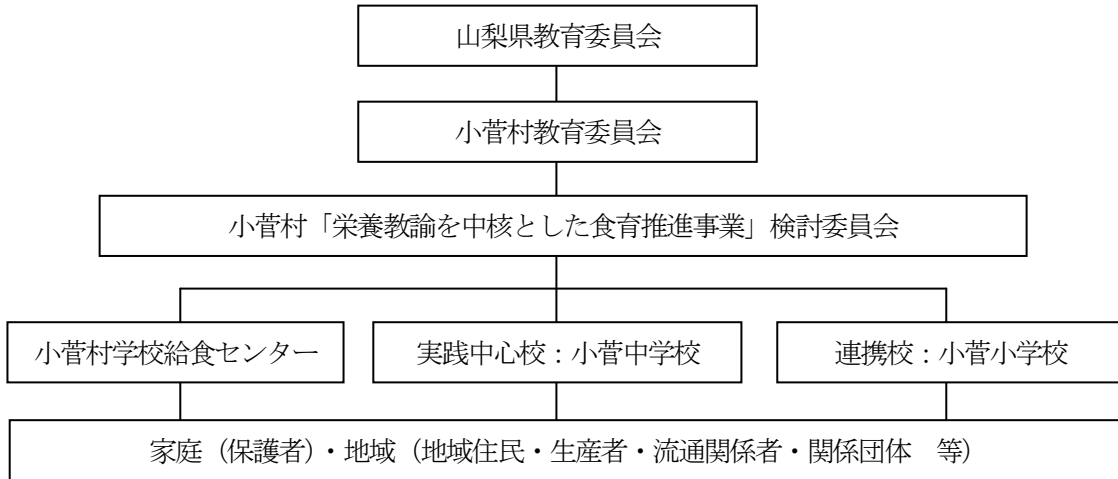 山梨県教育委員会
小菅村教育委員会
小菅村「栄養教諭を中核とした食育推進事業」検討委員会
小菅村学校給食センター
実践中心校：小菅中学校
連携校：小菅小学校
家庭（保護者）・地域（地域住民・生産者・流通関係者・関係団体　等）